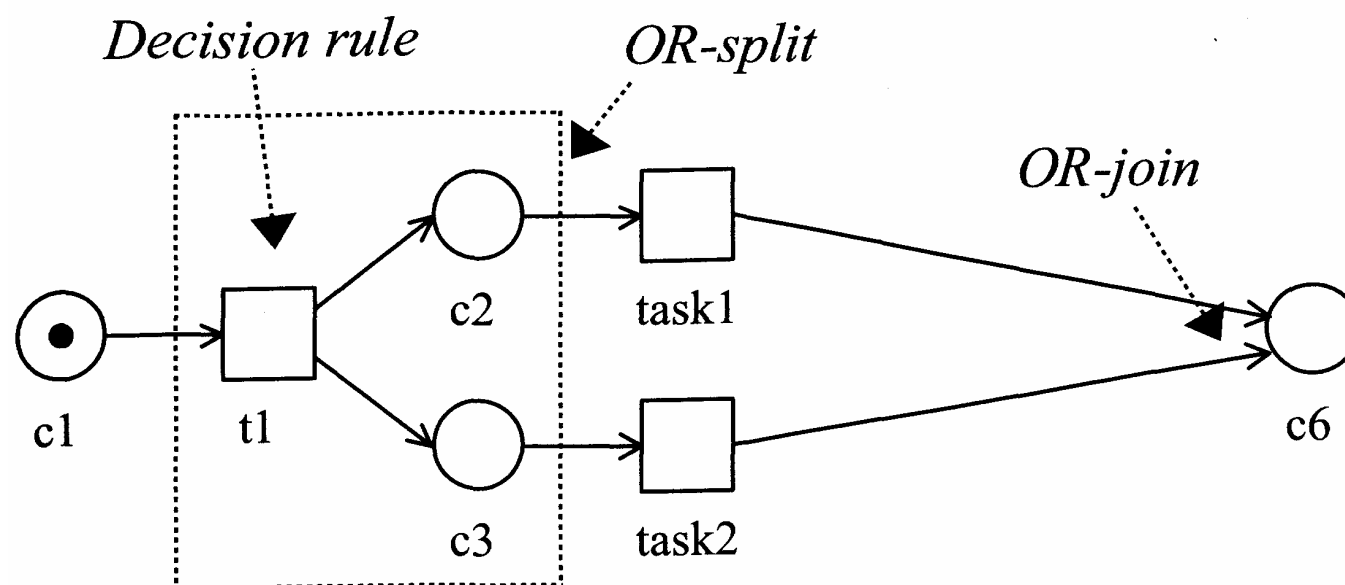 Decision rule
OR-split
OR-join
c2
task1
c1
t1
c6
c3
task2